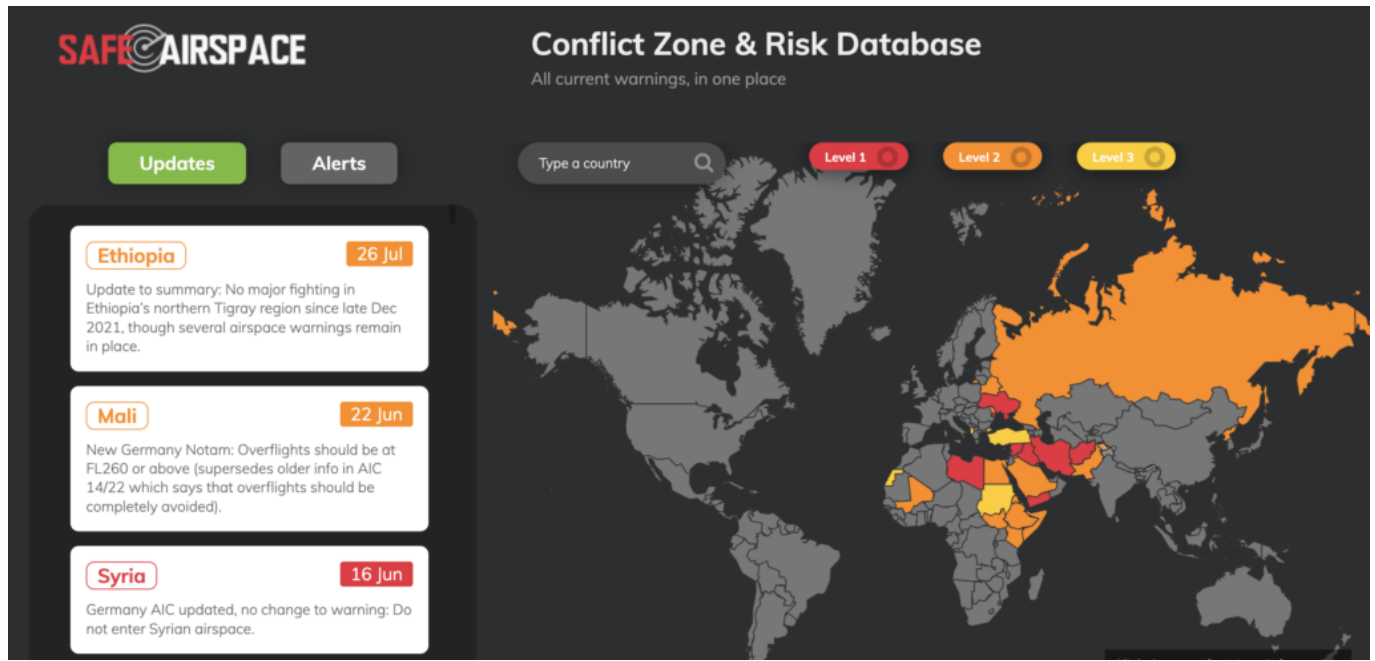 SAFE AIRSPACE
Conflict Zone & Risk Database
All current warnings, in one place
Updates
Alerts
Type a country
Level 1
Level 2
Level 3
Ethiopia
26 Jul
Update to summary: No major fighting in
Ethiopia's northern Tigray region since late Dec
2021, though several airspace warnings remain
in place.
Mali
22 Jun
New Germany Notam: Overflights should be at
FL260 or above (supersedes older info in AIC
14/22 which says that overflights should be
completely avoided).
Syria
16 Jun
Germany AIC updated, no change to warning: Do
not enter Syrian airspace.